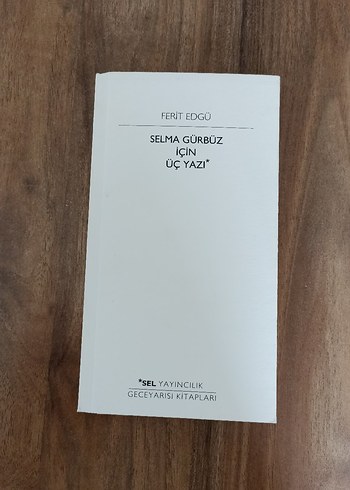 FERİT EDGÜ
SELMA GÜRBÜZ
İÇİN
ÜÇ YAZI*
*SEL YAYINCILIK
GECEYARISI KİTAPLARI